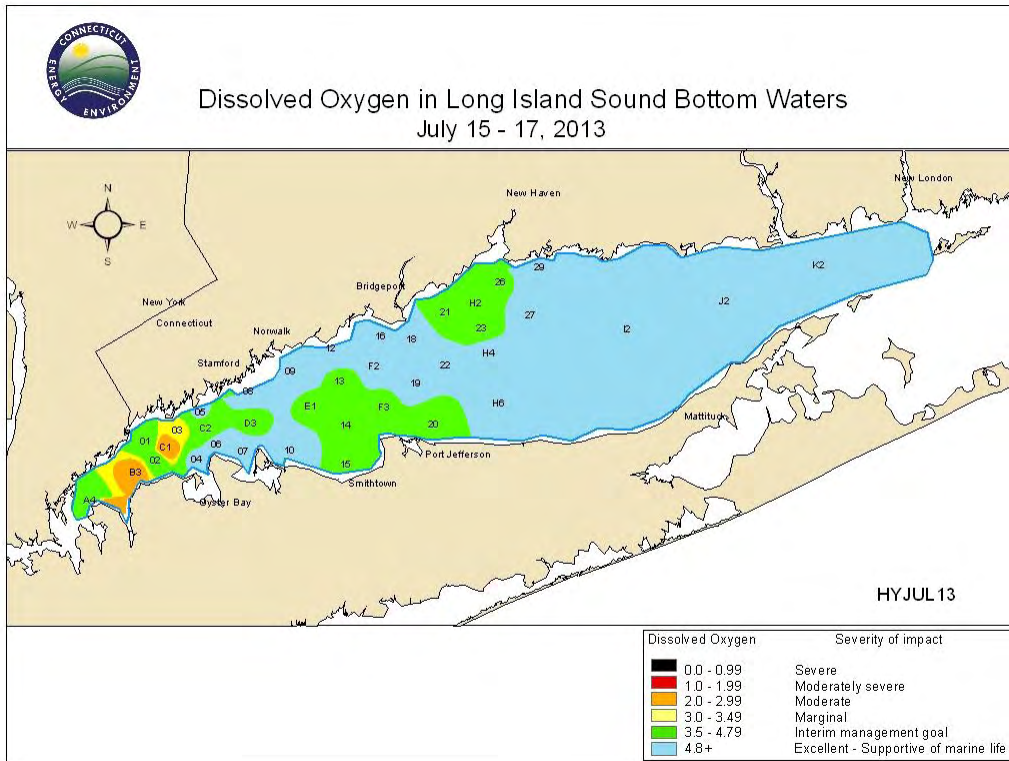 CONNECTICUT
ENERGY ENVIRONMENT
Dissolved Oxygen in Long Island Sound Bottom Waters
July 15 - 17, 2013
N
W E
S
New London
New Haven
K2
29
26
Bridgeport
H2
J2
New York
21
27
Connecticut
23
I2
Norwalk
16
18
12
H4
Stamford
09
F2
22
13
19
08
05
E1
F3
H6
03
C2
D3
14
20
Mattituck
01
C1
06
02
04
07
10
Port Jefferson
B3
15
Smithtown
A4
Oyster Bay
HYJUL13
Dissolved Oxygen Severity of impact
0.0 - 0.99 Severe
1.0 - 1.99 Moderately severe
2.0 - 2.99 Moderate
3.0 - 3.49 Marginal
3.5 - 4.79 Interim management goal
4.8+ Excellent - Supportive of marine life